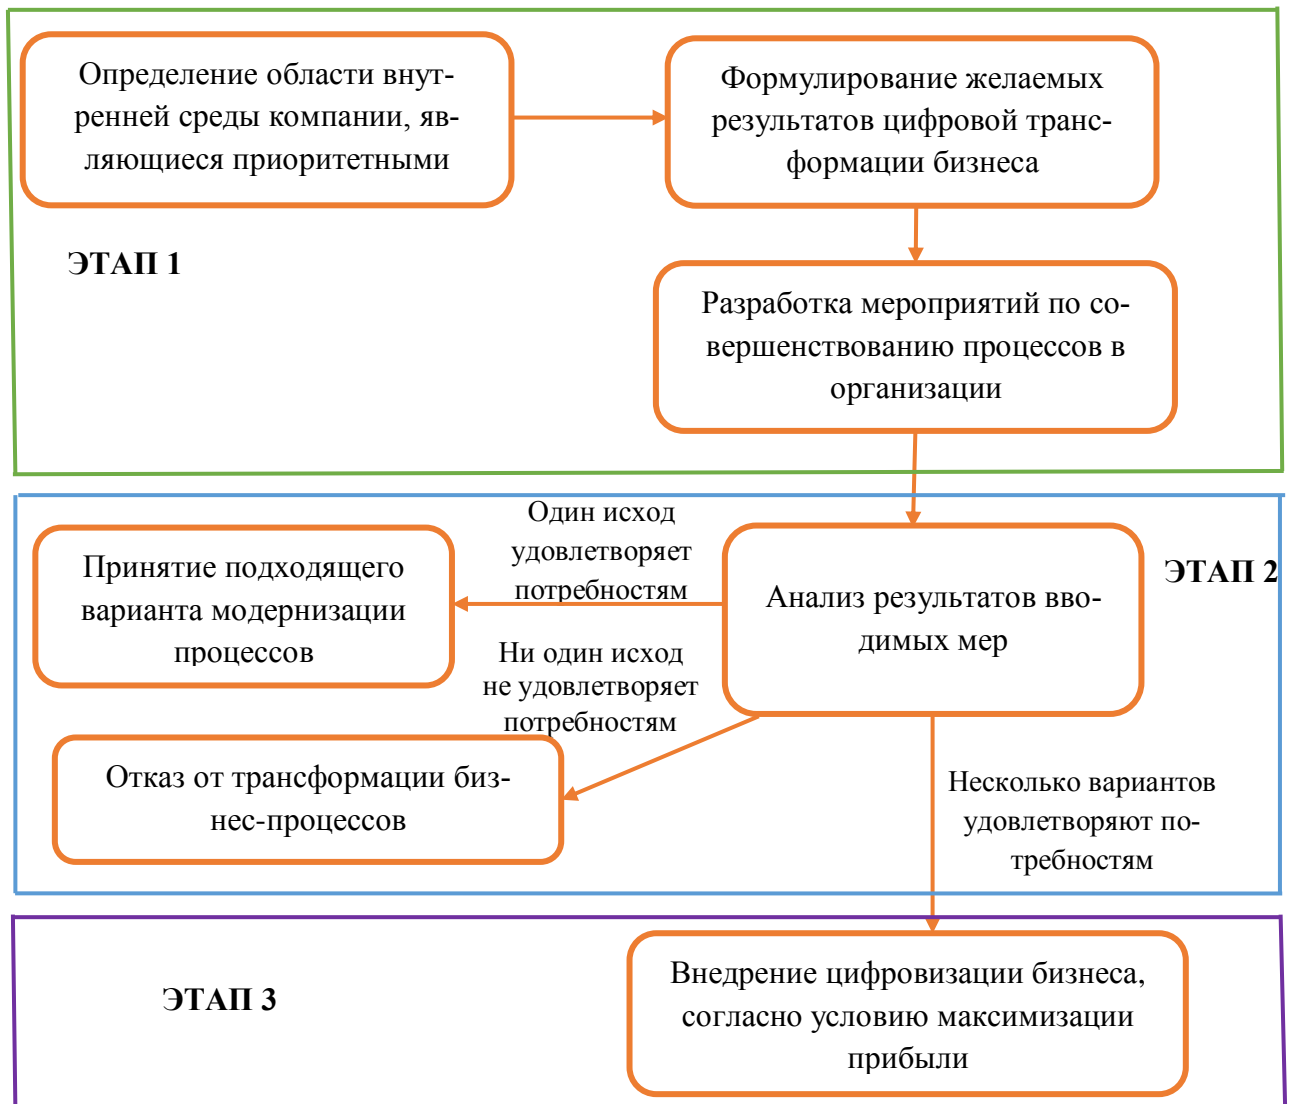 Определение области внут-
ренней среды компании, яв-
ляющиеся приоритетными
Формулирование желаемых
результатов цифровой транс-
формации бизнеса
ЭТАП 1
Разработка мероприятий по со-
вершенствованию процессов в
организации
Один исход
удовлетворяет
потребностям
Принятие подходящего
варианта модернизации
процессов
Анализ результатов вво-
димых мер
ЭТАП 2
Ни один исход
не удовлетворяет
потребностям
Отказ от трансформации биз-
нес-процессов
Несколько вариантов
удовлетворяют по-
требностям
ЭТАП 3
Внедрение цифровизации бизнеса,
согласно условию максимизации
прибыли